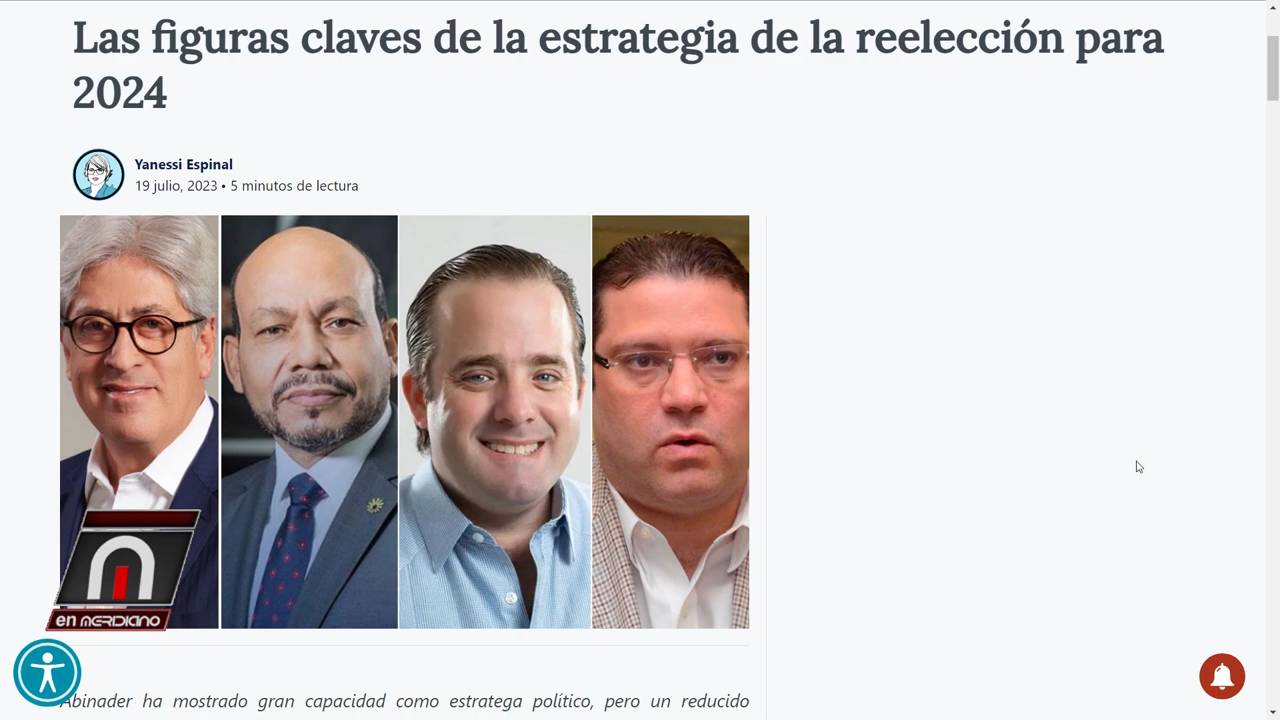 Las figuras claves de la estrategia de la reelección para
2024
Yanessi Espinal
19 julio, 2023 • 5 minutos de lectura
en MERIDIANO
Abinader ha mostrado gran capacidad como estratega político, pero un reducido